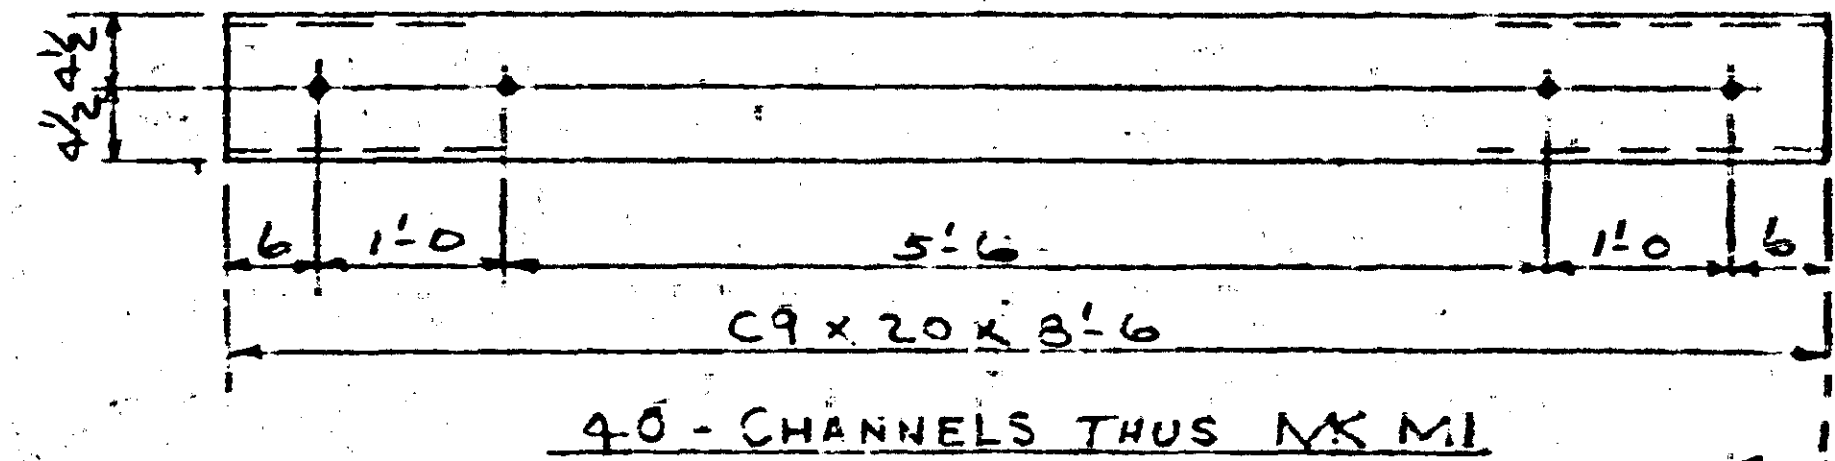 4½
4½
6 1'-0 5'-6 1'-0 6
C9 x 20 x 8'-6
40 - CHANNELS THUS MK M1